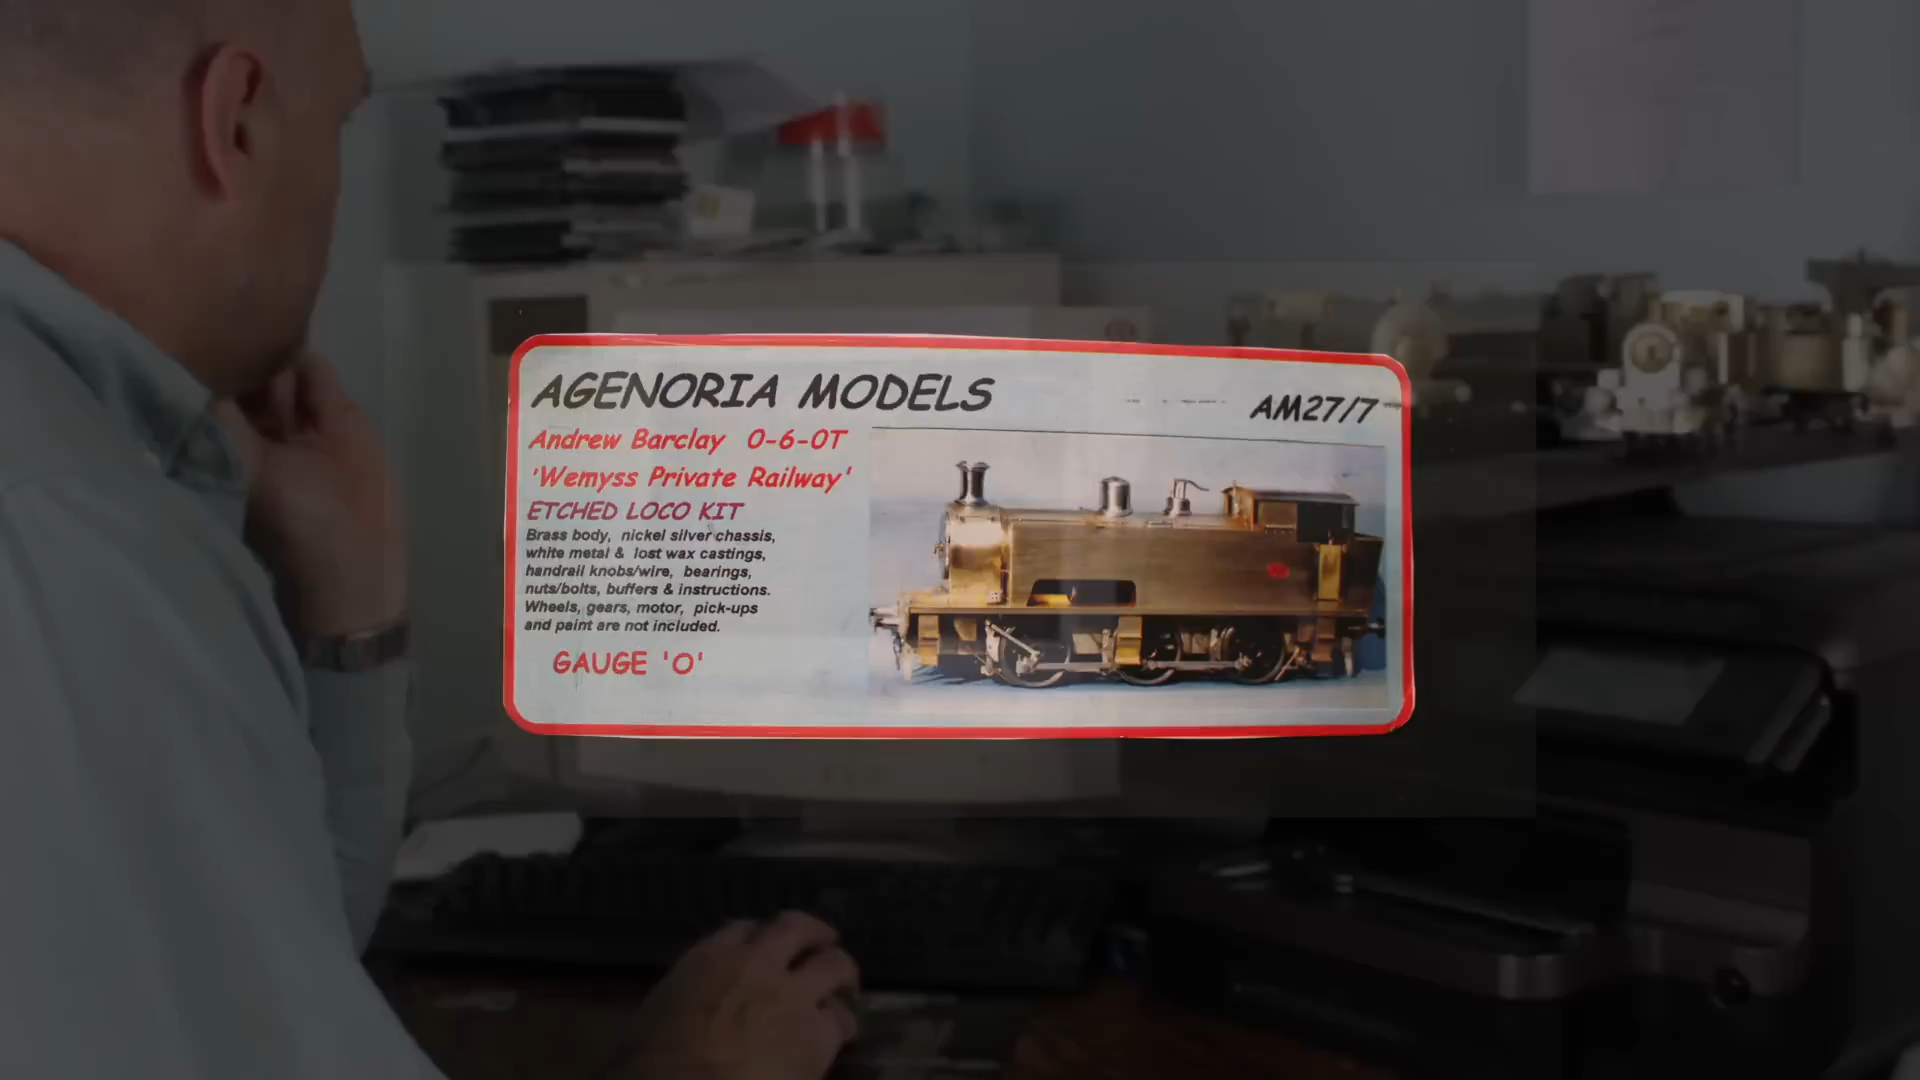 AGENORIA MODELS
AM27/7
Andrew Barclay 0-6-0T
'Wemyss Private Railway'
ETCHED LOCO KIT
Brass body, nickel silver chassis,
white metal & lost wax castings,
handrail knobs/wire, bearings,
nuts/bolts, buffers & instructions.
Wheels, gears, motor, pick-ups
and paint are not included.
GAUGE 'O'